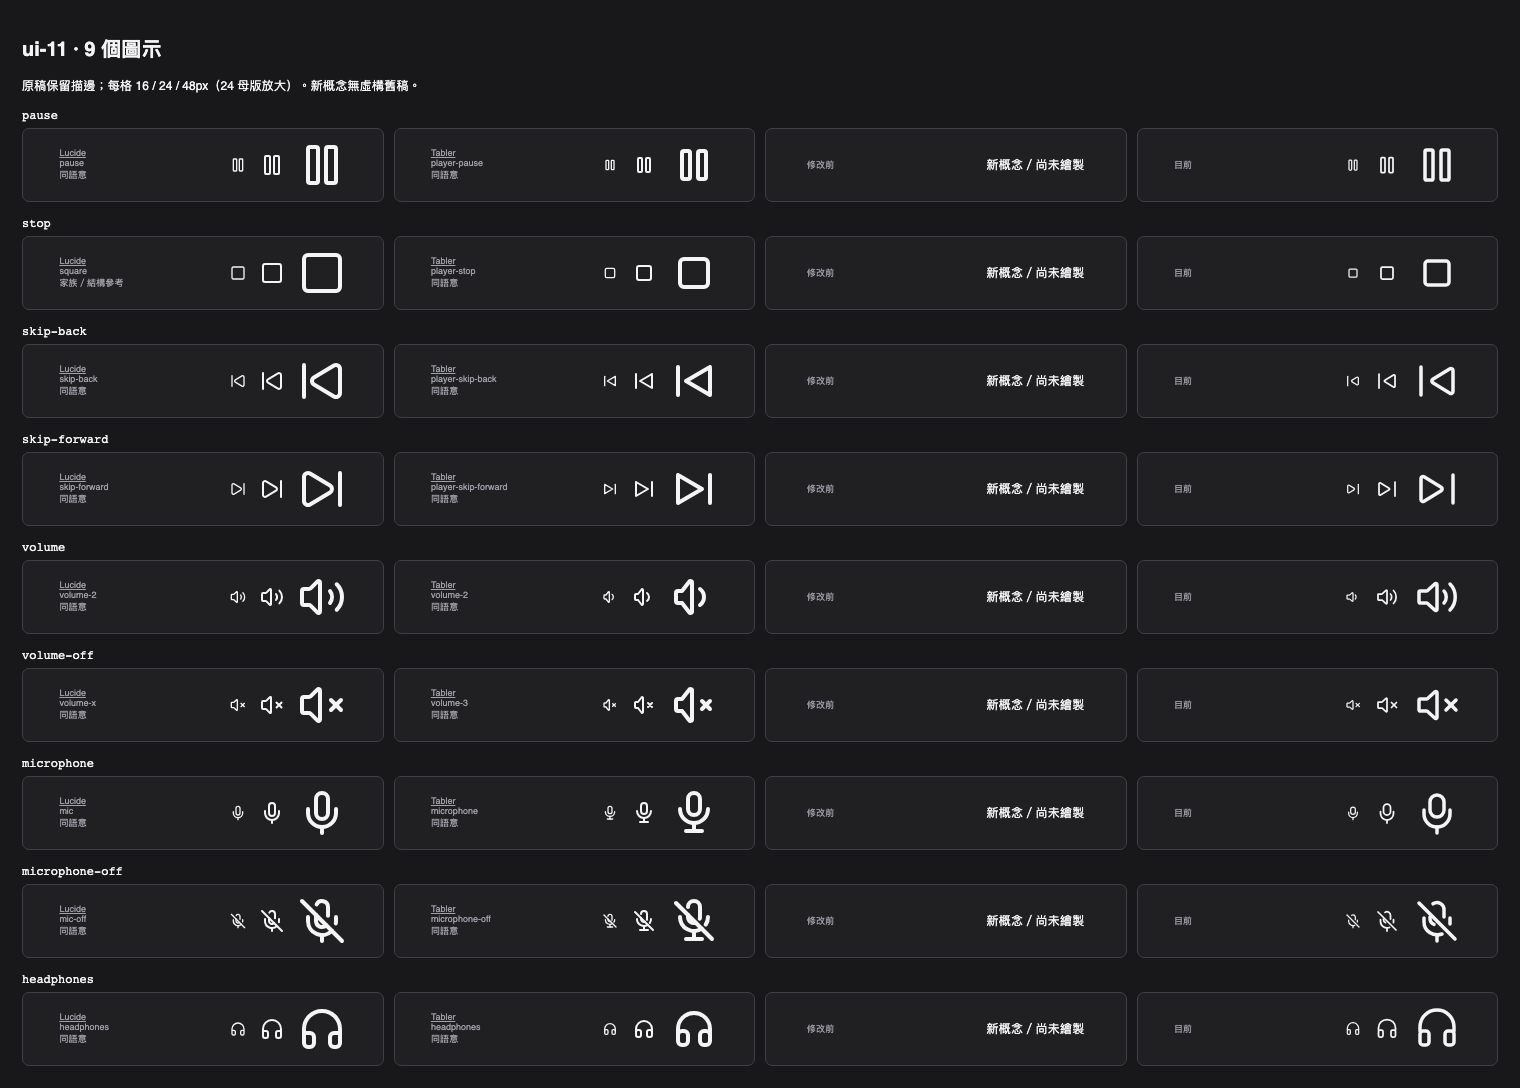 ui-11 · 9 個圖示
原稿保留描邊；每格 16 / 24 / 48px（24 母版放大）。新概念無虛構舊稿。
pause
Lucide
pause
同語意
Tabler
player-pause
同語意
修改前
新概念 / 尚未繪製
目前
stop
Lucide
square
家族 / 結構參考
Tabler
player-stop
同語意
修改前
新概念 / 尚未繪製
目前
skip-back
Lucide
skip-back
同語意
Tabler
player-skip-back
同語意
修改前
新概念 / 尚未繪製
目前
skip-forward
Lucide
skip-forward
同語意
Tabler
player-skip-forward
同語意
修改前
新概念 / 尚未繪製
目前
volume
Lucide
volume-2
同語意
Tabler
volume-2
同語意
修改前
新概念 / 尚未繪製
目前
volume-off
Lucide
volume-x
同語意
Tabler
volume-3
同語意
修改前
新概念 / 尚未繪製
目前
microphone
Lucide
mic
同語意
Tabler
microphone
同語意
修改前
新概念 / 尚未繪製
目前
microphone-off
Lucide
mic-off
同語意
Tabler
microphone-off
同語意
修改前
新概念 / 尚未繪製
目前
headphones
Lucide
headphones
同語意
Tabler
headphones
同語意
修改前
新概念 / 尚未繪製
目前